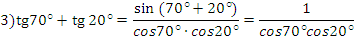 3)tg70° + tg 20° = sin (70° + 20°) / cos70° · cos20° = 1 / cos70°cos20°